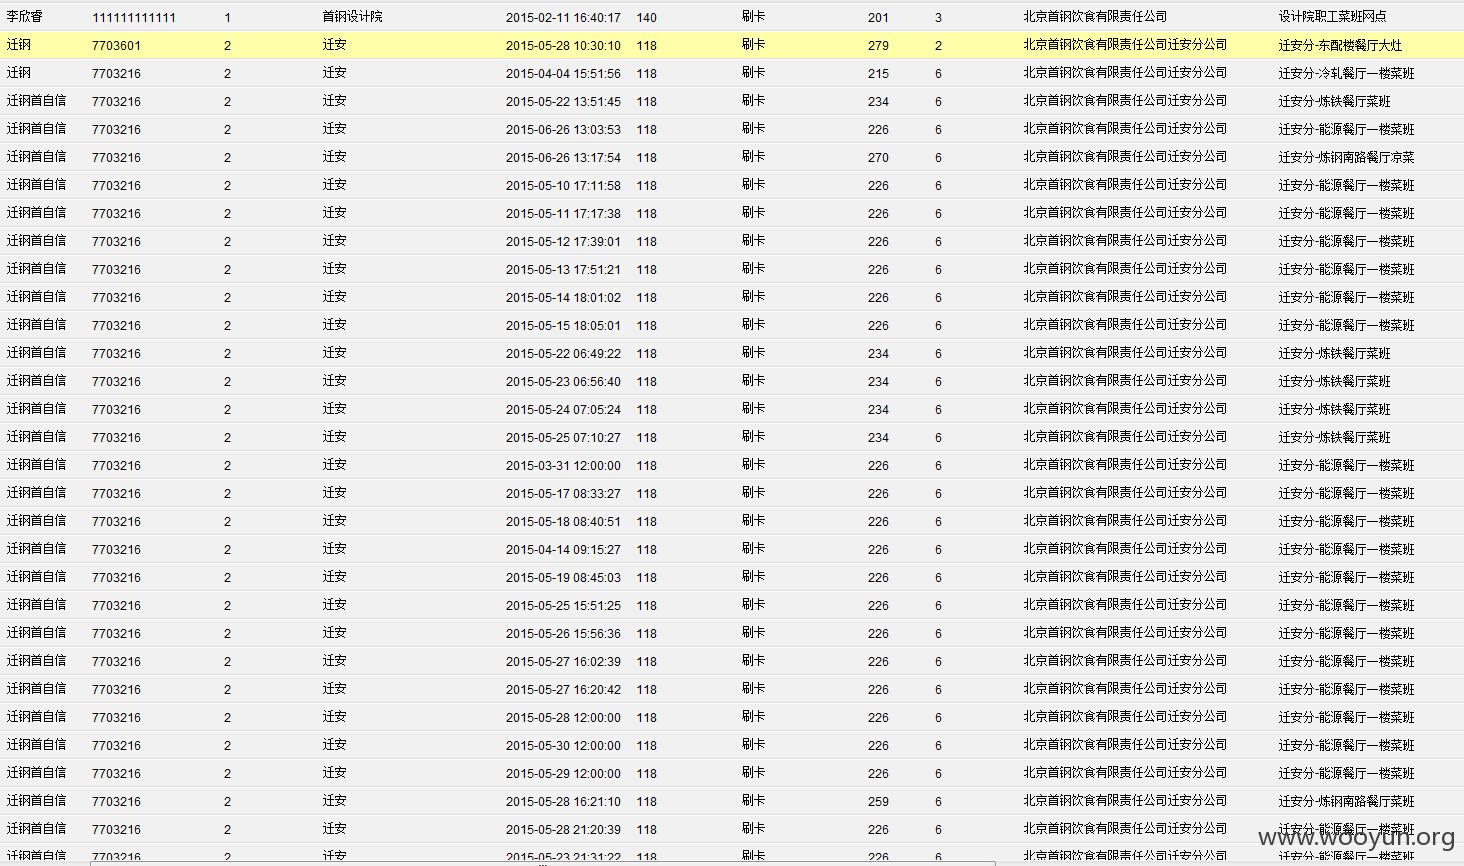 李欣睿 111111111111 1 首钢设计院 2015-02-11 16:40:17 140 刷卡 201 3 北京首钢饮食有限责任公司 设计院职工菜班网点
迁钢 7703601 2 迁安 2015-05-28 10:30:10 118 刷卡 279 2 北京首钢饮食有限责任公司迁安分公司 迁安分-东配楼餐厅大灶
迁钢 7703216 2 迁安 2015-04-04 15:51:56 118 刷卡 215 6 北京首钢饮食有限责任公司迁安分公司 迁安分-冷轧餐厅一楼菜班
迁钢首自信 7703216 2 迁安 2015-05-22 13:51:45 118 刷卡 234 6 北京首钢饮食有限责任公司迁安分公司 迁安分-炼铁餐厅菜班
迁钢首自信 7703216 2 迁安 2015-06-26 13:03:53 118 刷卡 226 6 北京首钢饮食有限责任公司迁安分公司 迁安分-能源餐厅一楼菜班
迁钢首自信 7703216 2 迁安 2015-06-26 13:17:54 118 刷卡 270 6 北京首钢饮食有限责任公司迁安分公司 迁安分-炼钢南路餐厅凉菜
迁钢首自信 7703216 2 迁安 2015-05-10 17:11:58 118 刷卡 226 6 北京首钢饮食有限责任公司迁安分公司 迁安分-能源餐厅一楼菜班
迁钢首自信 7703216 2 迁安 2015-05-11 17:17:38 118 刷卡 226 6 北京首钢饮食有限责任公司迁安分公司 迁安分-能源餐厅一楼菜班
迁钢首自信 7703216 2 迁安 2015-05-12 17:39:01 118 刷卡 226 6 北京首钢饮食有限责任公司迁安分公司 迁安分-能源餐厅一楼菜班
迁钢首自信 7703216 2 迁安 2015-05-13 17:51:21 118 刷卡 226 6 北京首钢饮食有限责任公司迁安分公司 迁安分-能源餐厅一楼菜班
迁钢首自信 7703216 2 迁安 2015-05-14 18:01:02 118 刷卡 226 6 北京首钢饮食有限责任公司迁安分公司 迁安分-能源餐厅一楼菜班
迁钢首自信 7703216 2 迁安 2015-05-15 18:05:01 118 刷卡 226 6 北京首钢饮食有限责任公司迁安分公司 迁安分-能源餐厅一楼菜班
迁钢首自信 7703216 2 迁安 2015-05-22 06:49:22 118 刷卡 234 6 北京首钢饮食有限责任公司迁安分公司 迁安分-炼铁餐厅菜班
迁钢首自信 7703216 2 迁安 2015-05-23 06:56:40 118 刷卡 234 6 北京首钢饮食有限责任公司迁安分公司 迁安分-炼铁餐厅菜班
迁钢首自信 7703216 2 迁安 2015-05-24 07:05:24 118 刷卡 234 6 北京首钢饮食有限责任公司迁安分公司 迁安分-炼铁餐厅菜班
迁钢首自信 7703216 2 迁安 2015-05-25 07:10:27 118 刷卡 234 6 北京首钢饮食有限责任公司迁安分公司 迁安分-炼铁餐厅菜班
迁钢首自信 7703216 2 迁安 2015-03-31 12:00:00 118 刷卡 226 6 北京首钢饮食有限责任公司迁安分公司 迁安分-能源餐厅一楼菜班
迁钢首自信 7703216 2 迁安 2015-05-17 08:33:27 118 刷卡 226 6 北京首钢饮食有限责任公司迁安分公司 迁安分-能源餐厅一楼菜班
迁钢首自信 7703216 2 迁安 2015-05-18 08:40:51 118 刷卡 226 6 北京首钢饮食有限责任公司迁安分公司 迁安分-能源餐厅一楼菜班
迁钢首自信 7703216 2 迁安 2015-04-14 09:15:27 118 刷卡 226 6 北京首钢饮食有限责任公司迁安分公司 迁安分-能源餐厅一楼菜班
迁钢首自信 7703216 2 迁安 2015-05-19 08:45:03 118 刷卡 226 6 北京首钢饮食有限责任公司迁安分公司 迁安分-能源餐厅一楼菜班
迁钢首自信 7703216 2 迁安 2015-05-25 15:51:25 118 刷卡 226 6 北京首钢饮食有限责任公司迁安分公司 迁安分-能源餐厅一楼菜班
迁钢首自信 7703216 2 迁安 2015-05-26 15:56:36 118 刷卡 226 6 北京首钢饮食有限责任公司迁安分公司 迁安分-能源餐厅一楼菜班
迁钢首自信 7703216 2 迁安 2015-05-27 16:02:39 118 刷卡 226 6 北京首钢饮食有限责任公司迁安分公司 迁安分-能源餐厅一楼菜班
迁钢首自信 7703216 2 迁安 2015-05-27 16:20:42 118 刷卡 226 6 北京首钢饮食有限责任公司迁安分公司 迁安分-能源餐厅一楼菜班
迁钢首自信 7703216 2 迁安 2015-05-28 12:00:00 118 刷卡 226 6 北京首钢饮食有限责任公司迁安分公司 迁安分-能源餐厅一楼菜班
迁钢首自信 7703216 2 迁安 2015-05-30 12:00:00 118 刷卡 226 6 北京首钢饮食有限责任公司迁安分公司 迁安分-能源餐厅一楼菜班
迁钢首自信 7703216 2 迁安 2015-05-29 12:00:00 118 刷卡 226 6 北京首钢饮食有限责任公司迁安分公司 迁安分-能源餐厅一楼菜班
迁钢首自信 7703216 2 迁安 2015-05-28 16:21:10 118 刷卡 259 6 北京首钢饮食有限责任公司迁安分公司 迁安分-炼钢南路餐厅菜班
迁钢首自信 7703216 2 迁安 2015-05-28 21:20:39 118 刷卡 226 6 北京首钢饮食有限责任公司迁安分公司 迁安分-能源餐厅一楼菜班
迁钢首自信 7703216 2 迁安 2015-05-23 21:31:22 118 刷卡 226 6 北京首钢饮食有限责任公司迁安分公司 迁安分-能源餐厅一楼菜班
www.wooyun.org